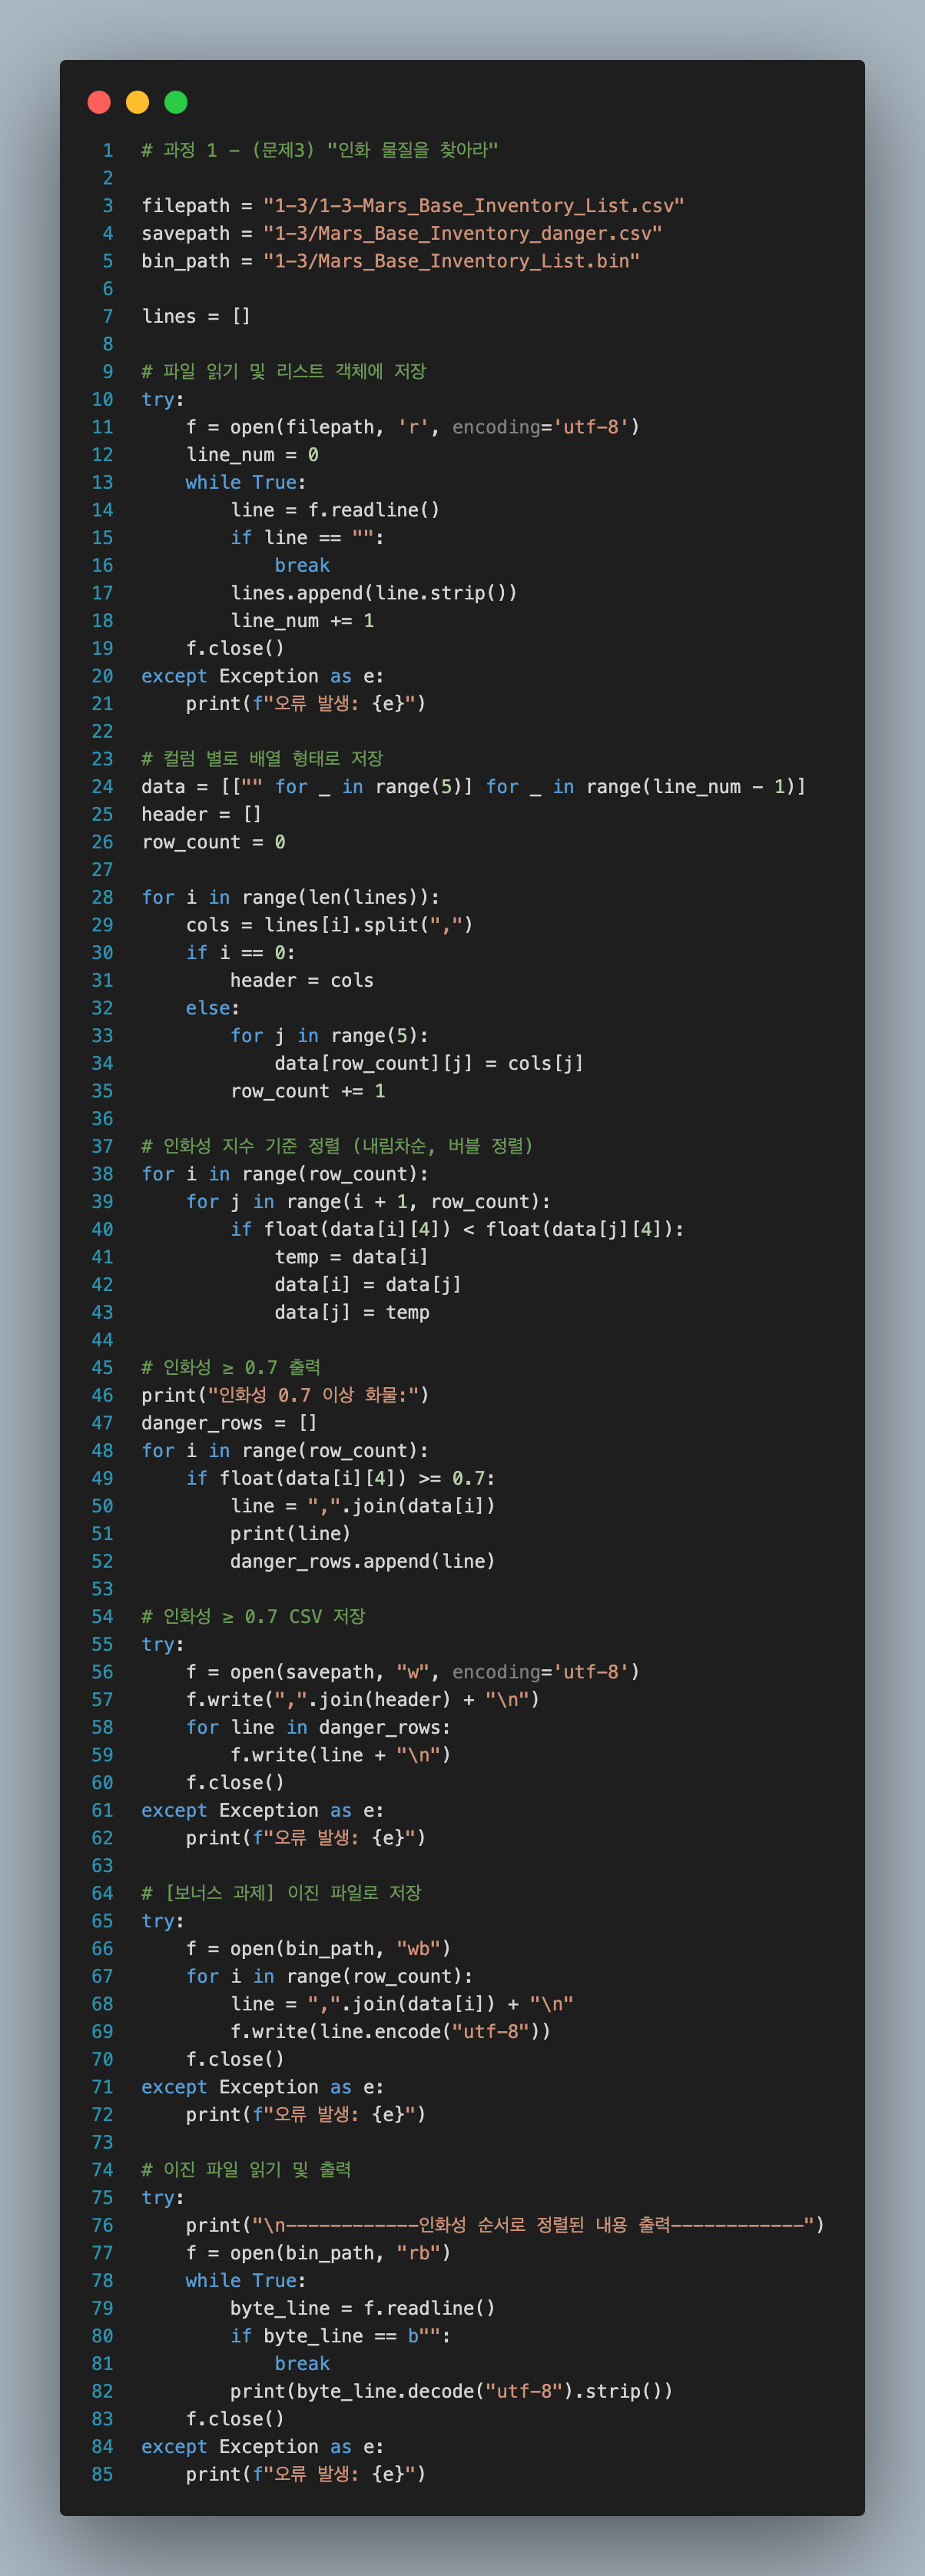 1 # 과정 1 - (문제3) "인화 물질을 찾아라"
2
3 filepath = "1-3/1-3-Mars_Base_Inventory_List.csv"
4 savepath = "1-3/Mars_Base_Inventory_danger.csv"
5 bin_path = "1-3/Mars_Base_Inventory_List.bin"
6
7 lines = []
8
9 # 파일 읽기 및 리스트 객체에 저장
10 try:
11     f = open(filepath, 'r', encoding='utf-8')
12     line_num = 0
13     while True:
14         line = f.readline()
15         if line == "":
16             break
17         lines.append(line.strip())
18         line_num += 1
19     f.close()
20 except Exception as e:
21     print(f"오류 발생: {e}")
22
23 # 컬럼 별로 배열 형태로 저장
24 data = [["" for _ in range(5)] for _ in range(line_num - 1)]
25 header = []
26 row_count = 0
27
28 for i in range(len(lines)):
29     cols = lines[i].split(",")
30     if i == 0:
31         header = cols
32     else:
33         for j in range(5):
34             data[row_count][j] = cols[j]
35         row_count += 1
36
37 # 인화성 지수 기준 정렬 (내림차순, 버블 정렬)
38 for i in range(row_count):
39     for j in range(i + 1, row_count):
40         if float(data[i][4]) < float(data[j][4]):
41             temp = data[i]
42             data[i] = data[j]
43             data[j] = temp
44
45 # 인화성 ≥ 0.7 출력
46 print("인화성 0.7 이상 화물:")
47 danger_rows = []
48 for i in range(row_count):
49     if float(data[i][4]) >= 0.7:
50         line = ",".join(data[i])
51         print(line)
52         danger_rows.append(line)
53
54 # 인화성 ≥ 0.7 CSV 저장
55 try:
56     f = open(savepath, "w", encoding='utf-8')
57     f.write(",".join(header) + "\n")
58     for line in danger_rows:
59         f.write(line + "\n")
60     f.close()
61 except Exception as e:
62     print(f"오류 발생: {e}")
63
64 # [보너스 과제] 이진 파일로 저장
65 try:
66     f = open(bin_path, "wb")
67     for i in range(row_count):
68         line = ",".join(data[i]) + "\n"
69         f.write(line.encode("utf-8"))
70     f.close()
71 except Exception as e:
72     print(f"오류 발생: {e}")
73
74 # 이진 파일 읽기 및 출력
75 try:
76     print("\n------------인화성 순서로 정렬된 내용 출력------------")
77     f = open(bin_path, "rb")
78     while True:
79         byte_line = f.readline()
80         if byte_line == b"":
81             break
82         print(byte_line.decode("utf-8").strip())
83     f.close()
84 except Exception as e:
85     print(f"오류 발생: {e}")